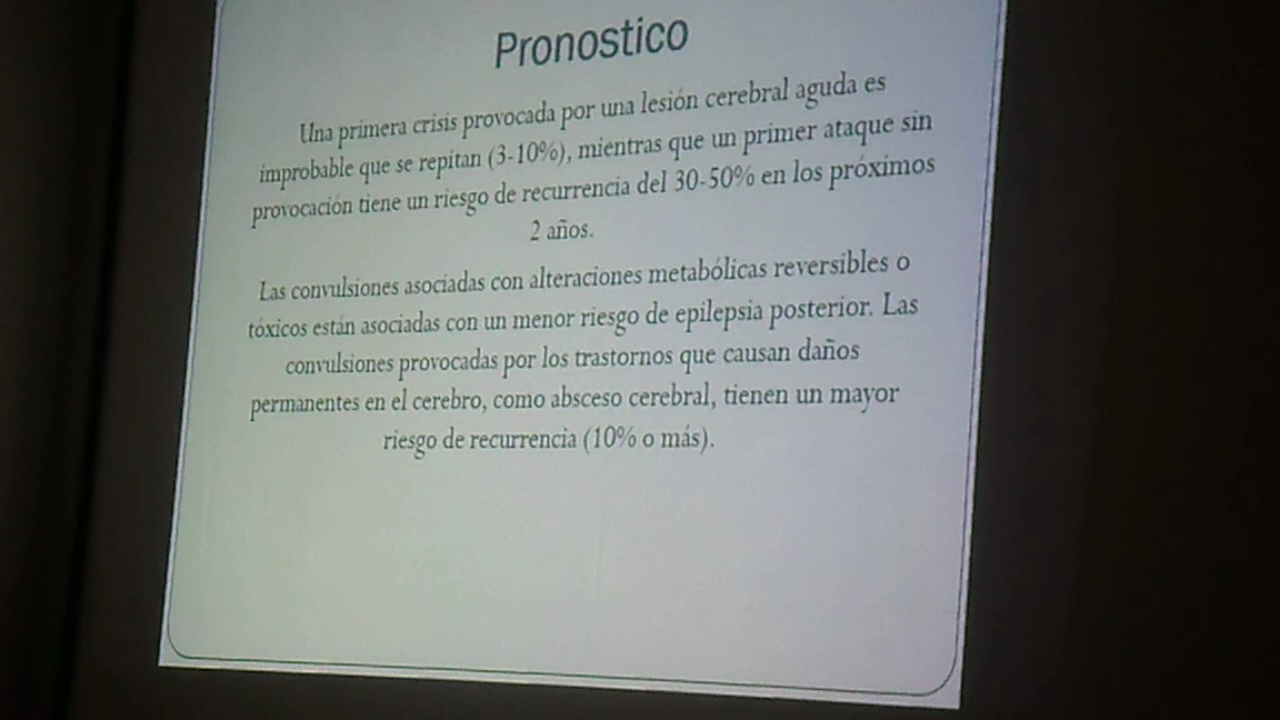 Pronostico
Una primera crisis provocada por una lesión cerebral aguda es
improbable que se repitan (3-10%), mientras que un primer ataque sin
provocación tiene un riesgo de recurrencia del 30-50% en los próximos
2 años.
Las convulsiones asociadas con alteraciones metabólicas reversibles o
tóxicos están asociadas con un menor riesgo de epilepsia posterior. Las
convulsiones provocadas por los trastornos que causan daños
permanentes en el cerebro, como absceso cerebral, tienen un mayor
riesgo de recurrencia (10% o más).